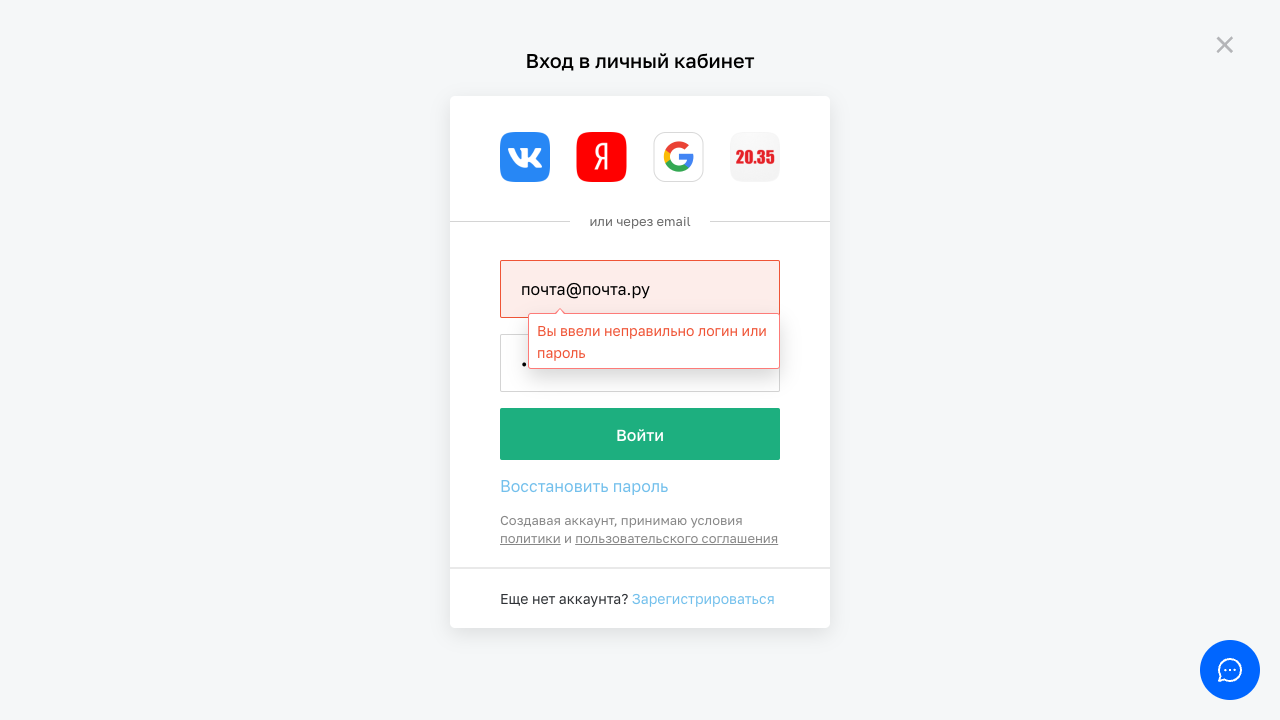 Вход в личный кабинет
Я
G
20.35
или через email
почта@почта.ру
Вы ввели неправильно логин или
пароль
Войти
Восстановить пароль
Создавая аккаунт, принимаю условия
политики и пользовательского соглашения
Еще нет аккаунта? Зарегистрироваться